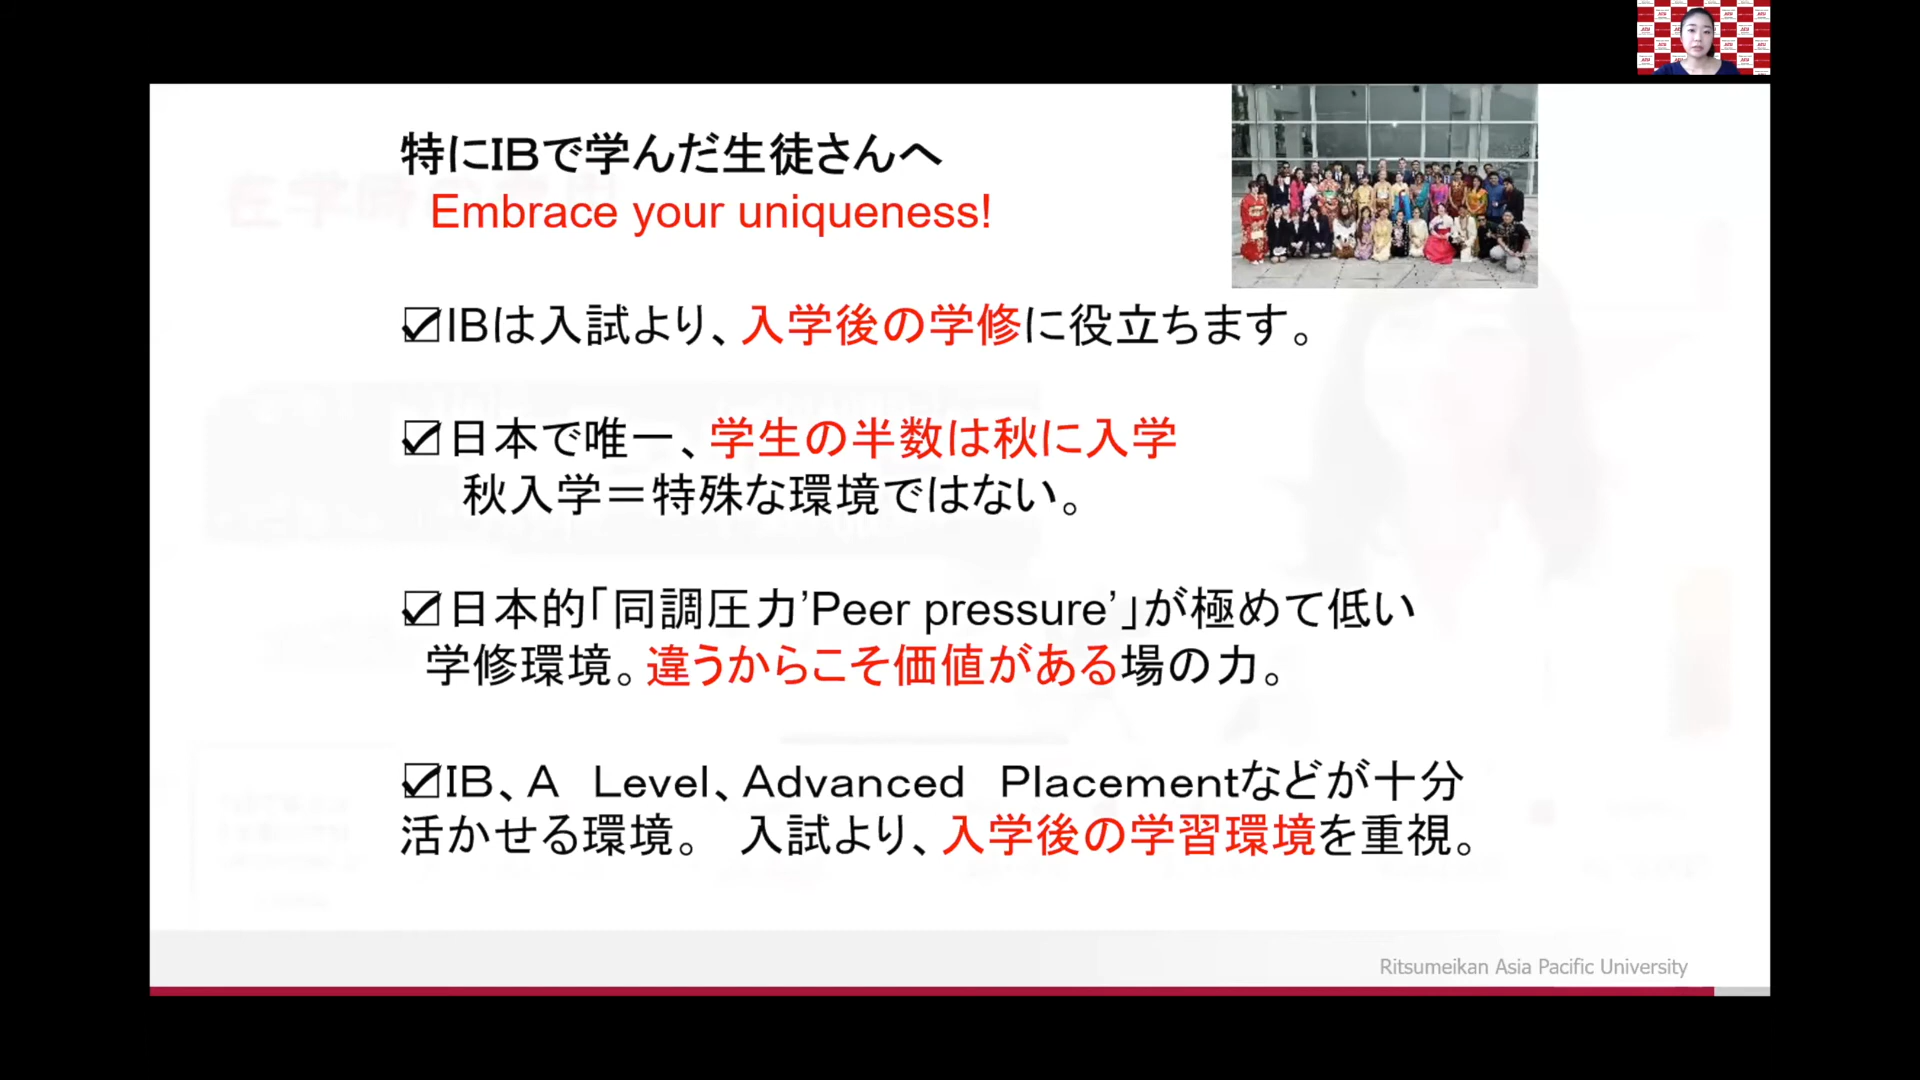 特にIBで学んだ生徒さんへ
Embrace your uniqueness!
☑IBは入試より、入学後の学修に役立ちます。
☑日本で唯一、学生の半数は秋に入学
秋入学＝特殊な環境ではない。
☑日本的「同調圧力’Peer pressure’」が極めて低い
学修環境。違うからこそ価値がある場の力。
☑IB、A　Level、Advanced　Placementなどが十分
活かせる環境。　入試より、入学後の学習環境を重視。
Ritsumeikan Asia Pacific University